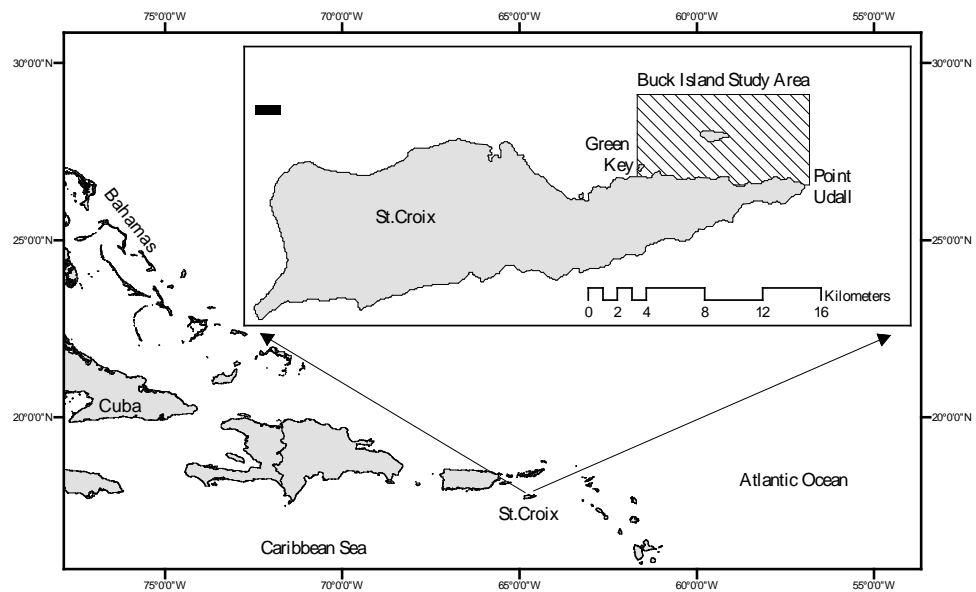 75°0'0"W 70°0'0"W 65°0'0"W 60°0'0"W 55°0'0"W
30°0'0"N 30°0'0"N
Buck Island Study Area
Green
Key
Point
Udall
Bahamas
St.Croix
25°0'0"N 25°0'0"N
Kilometers
0 2 4 8 12 16
Cuba
20°0'0"N 20°0'0"N
Atlantic Ocean
St.Croix
Caribbean Sea
75°0'0"W 70°0'0"W 65°0'0"W 60°0'0"W 55°0'0"W